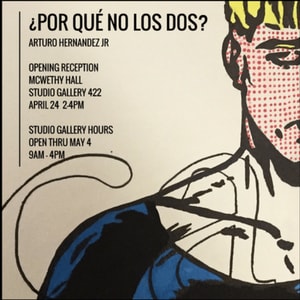 ¿POR QUÉ NO LOS DOS?
ARTURO HERNANDEZ JR
OPENING RECEPTION
MCWETHY HALL
STUDIO GALLERY 422
APRIL 24 2-4PM
STUDIO GALLERY HOURS
OPEN THRU MAY 4
9AM - 4PM